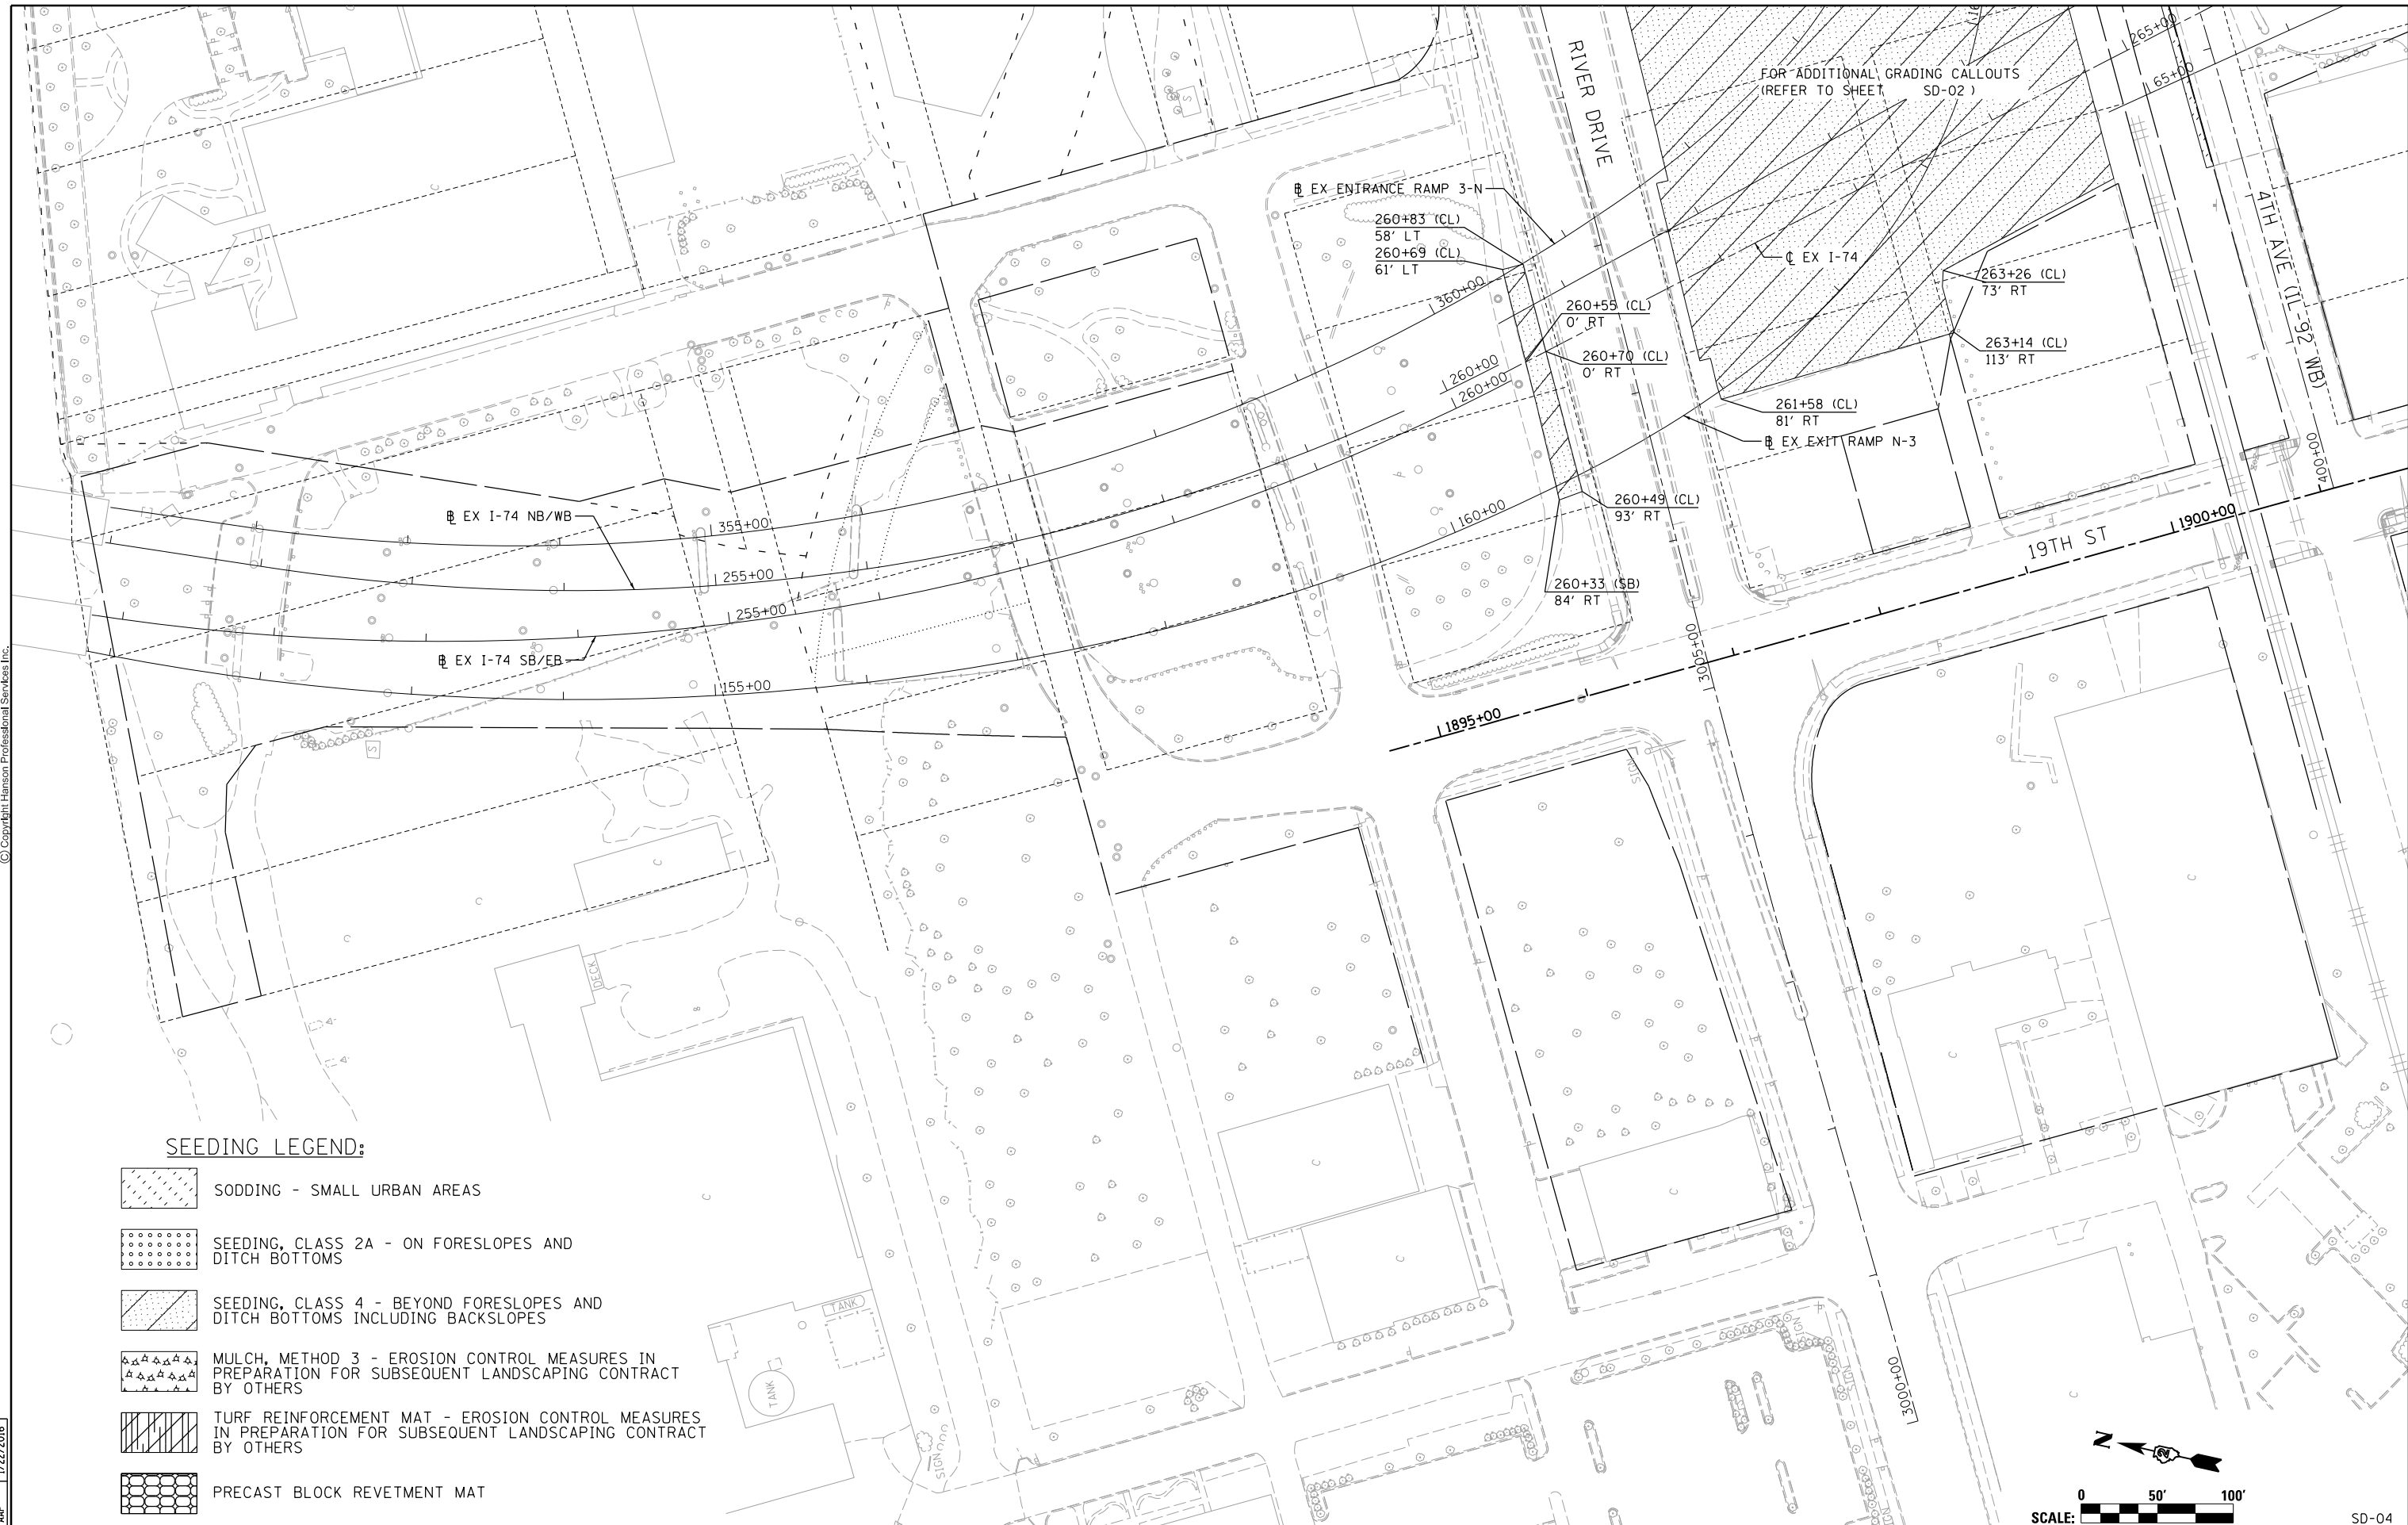 RIVER DRIVE
FOR ADDITIONAL GRADING CALLOUTS
(REFER TO SHEET SD-02 )
265+00
65+00
4TH AVE (IL-92 WB)
400+00
℄ EX I-74
263+26 (CL)
73' RT
263+14 (CL)
113' RT
261+58 (CL)
81' RT
B EX EXIT RAMP N-3
B EX ENTRANCE RAMP 3-N
260+83 (CL)
58' LT
260+69 (CL)
61' LT
360+00
260+55 (CL)
0' RT
260+70 (CL)
0' RT
260+00
260+00
160+00
260+49 (CL)
93' RT
260+33 (SB)
84' RT
19TH ST
1900+00
1895+00
3005+00
3000+00
B EX I-74 NB/WB
355+00
255+00
255+00
B EX I-74 SB/EB
155+00
S
S
SIGN
DECK
TANK
TANK
SIGN
SIGN
SIGN
SEEDING LEGEND:
SODDING - SMALL URBAN AREAS
SEEDING, CLASS 2A - ON FORESLOPES AND
DITCH BOTTOMS
SEEDING, CLASS 4 - BEYOND FORESLOPES AND
DITCH BOTTOMS INCLUDING BACKSLOPES
MULCH, METHOD 3 - EROSION CONTROL MEASURES IN
PREPARATION FOR SUBSEQUENT LANDSCAPING CONTRACT
BY OTHERS
TURF REINFORCEMENT MAT - EROSION CONTROL MEASURES
IN PREPARATION FOR SUBSEQUENT LANDSCAPING CONTRACT
BY OTHERS
PRECAST BLOCK REVETMENT MAT
N
2
0 50' 100'
SCALE:
SD-04
(C) Copyright Hanson Professional Services Inc.